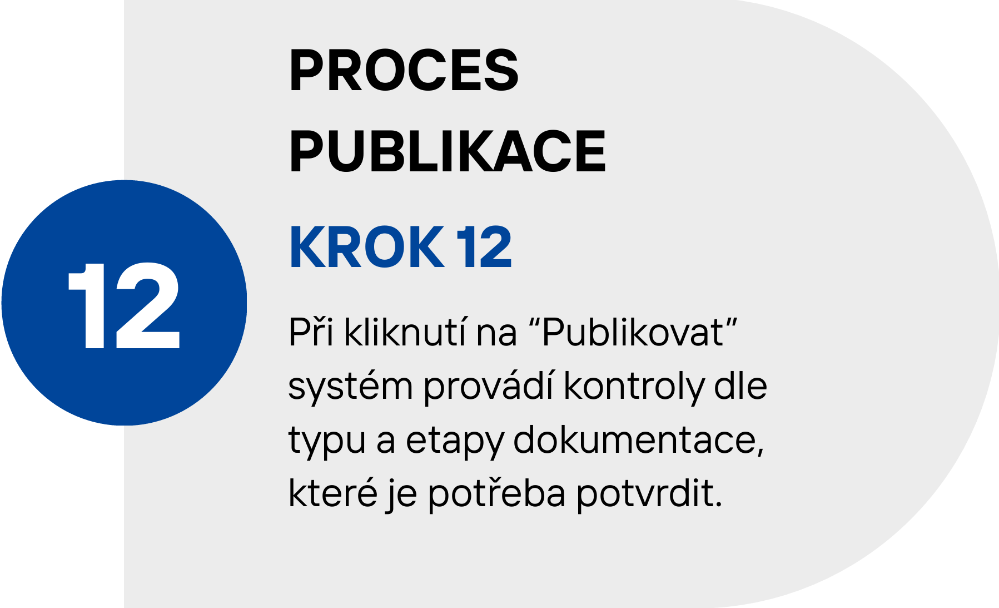 PROCES
PUBLIKACE
KROK 12
12
Při kliknutí na “Publikovat”
systém provádí kontroly dle
typu a etapy dokumentace,
které je potřeba potvrdit.